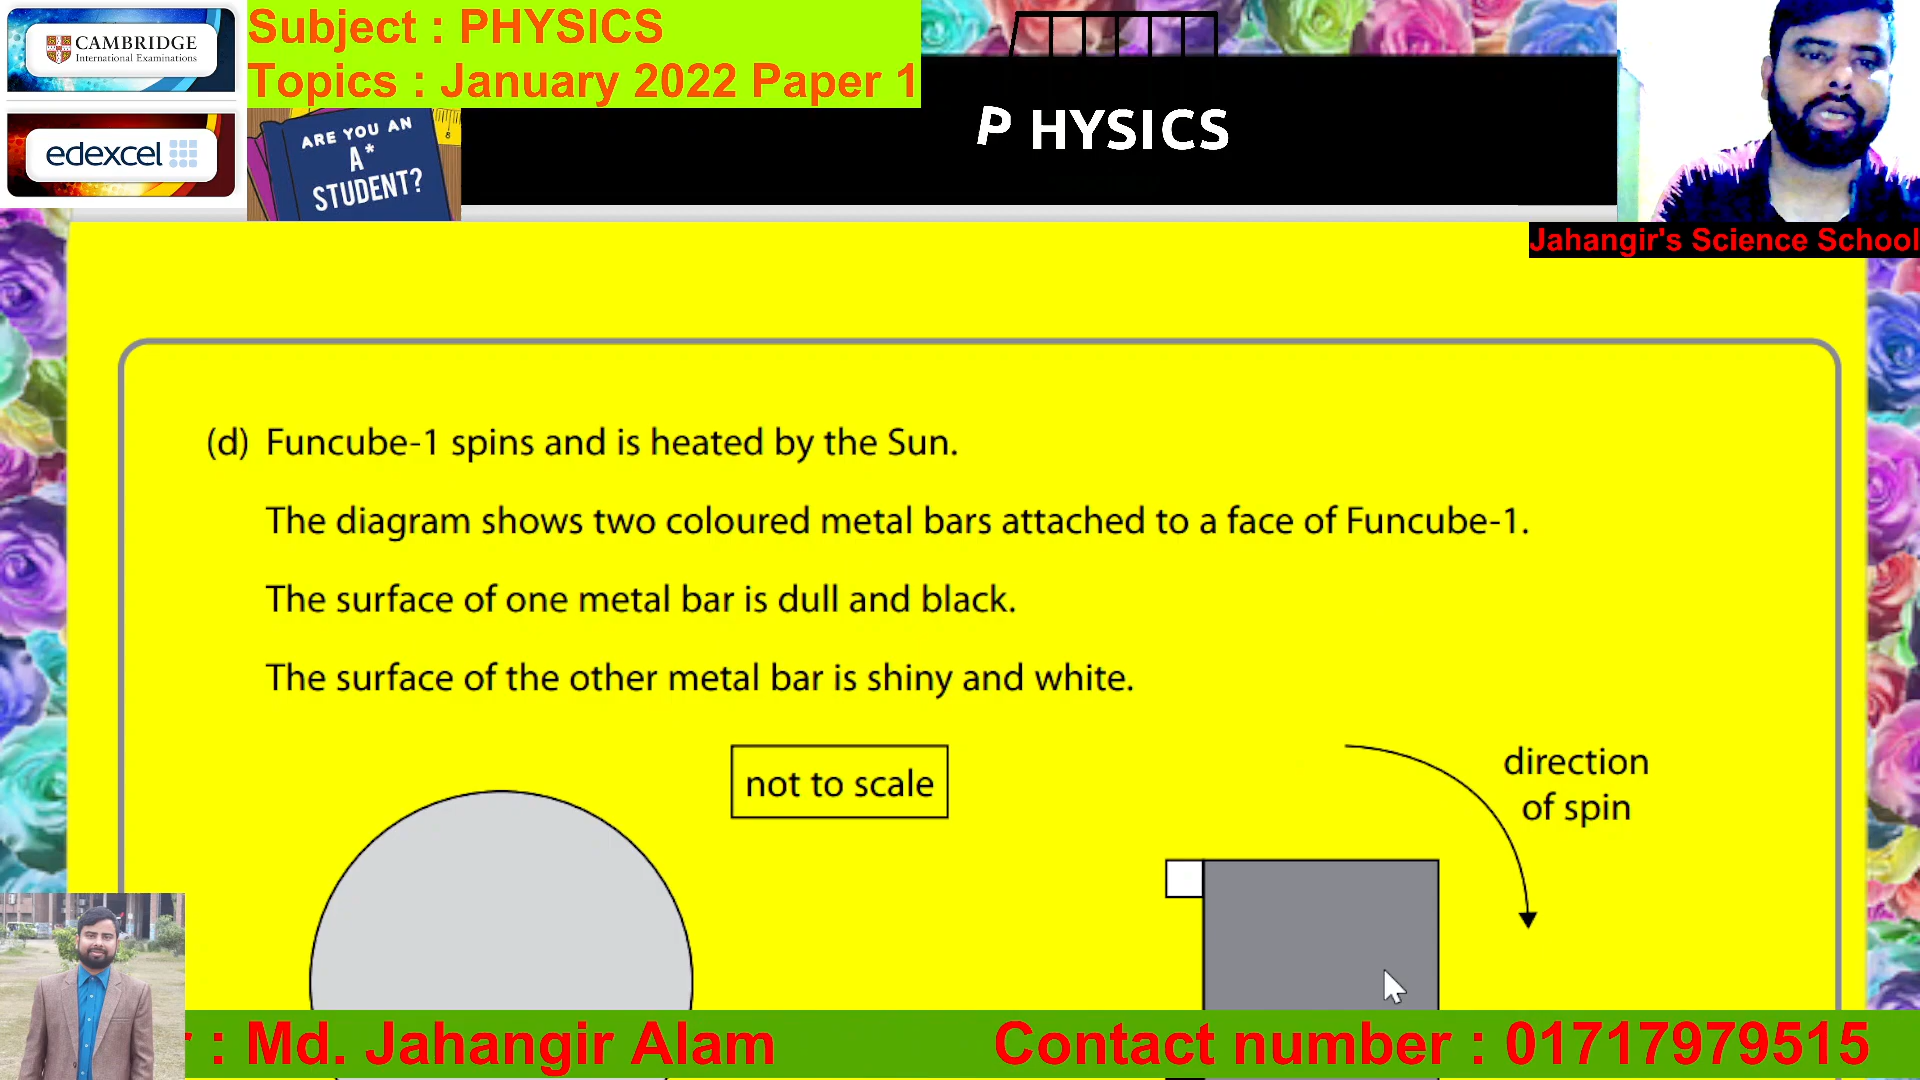 CAMBRIDGE
International Examinations
Subject : PHYSICS
Topics : January 2022 Paper 1
edexcel
ARE YOU AN
A*
STUDENT?
PHYSICS
Jahangir's Science School
(d) Funcube-1 spins and is heated by the Sun.
The diagram shows two coloured metal bars attached to a face of Funcube-1.
The surface of one metal bar is dull and black.
The surface of the other metal bar is shiny and white.
not to scale
direction
of spin
: Md. Jahangir Alam Contact number : 01717979515